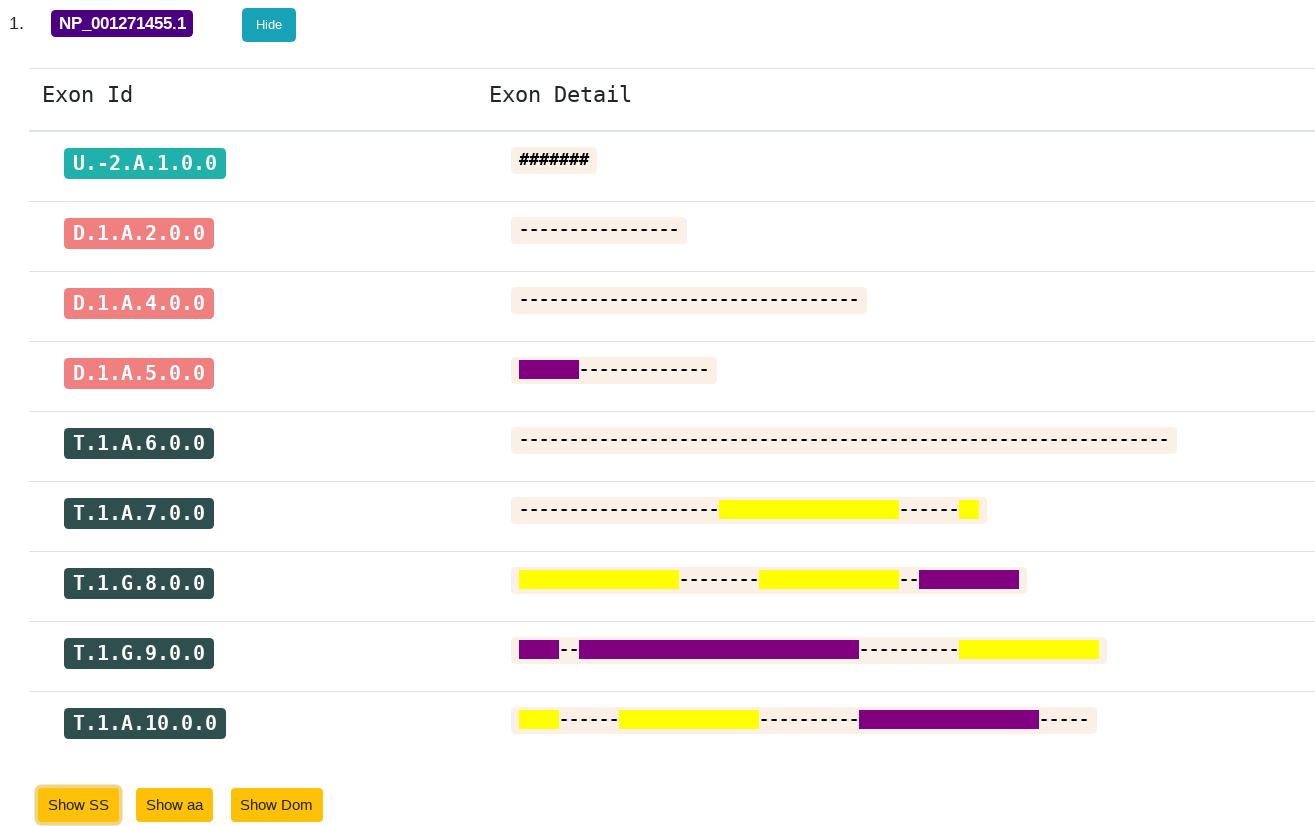 1. NP_001271455.1 Hide
Exon Id Exon Detail
U.-2.A.1.0.0 #######
D.1.A.2.0.0 ----------------
D.1.A.4.0.0 ----------------------------------
D.1.A.5.0.0 -------------
T.1.A.6.0.0 -----------------------------------------------------------------
T.1.A.7.0.0 -------------------- ------
T.1.G.8.0.0 -------- --
T.1.G.9.0.0 -- ----------
T.1.A.10.0.0 ------ ---------- -----
Show SS Show aa Show Dom